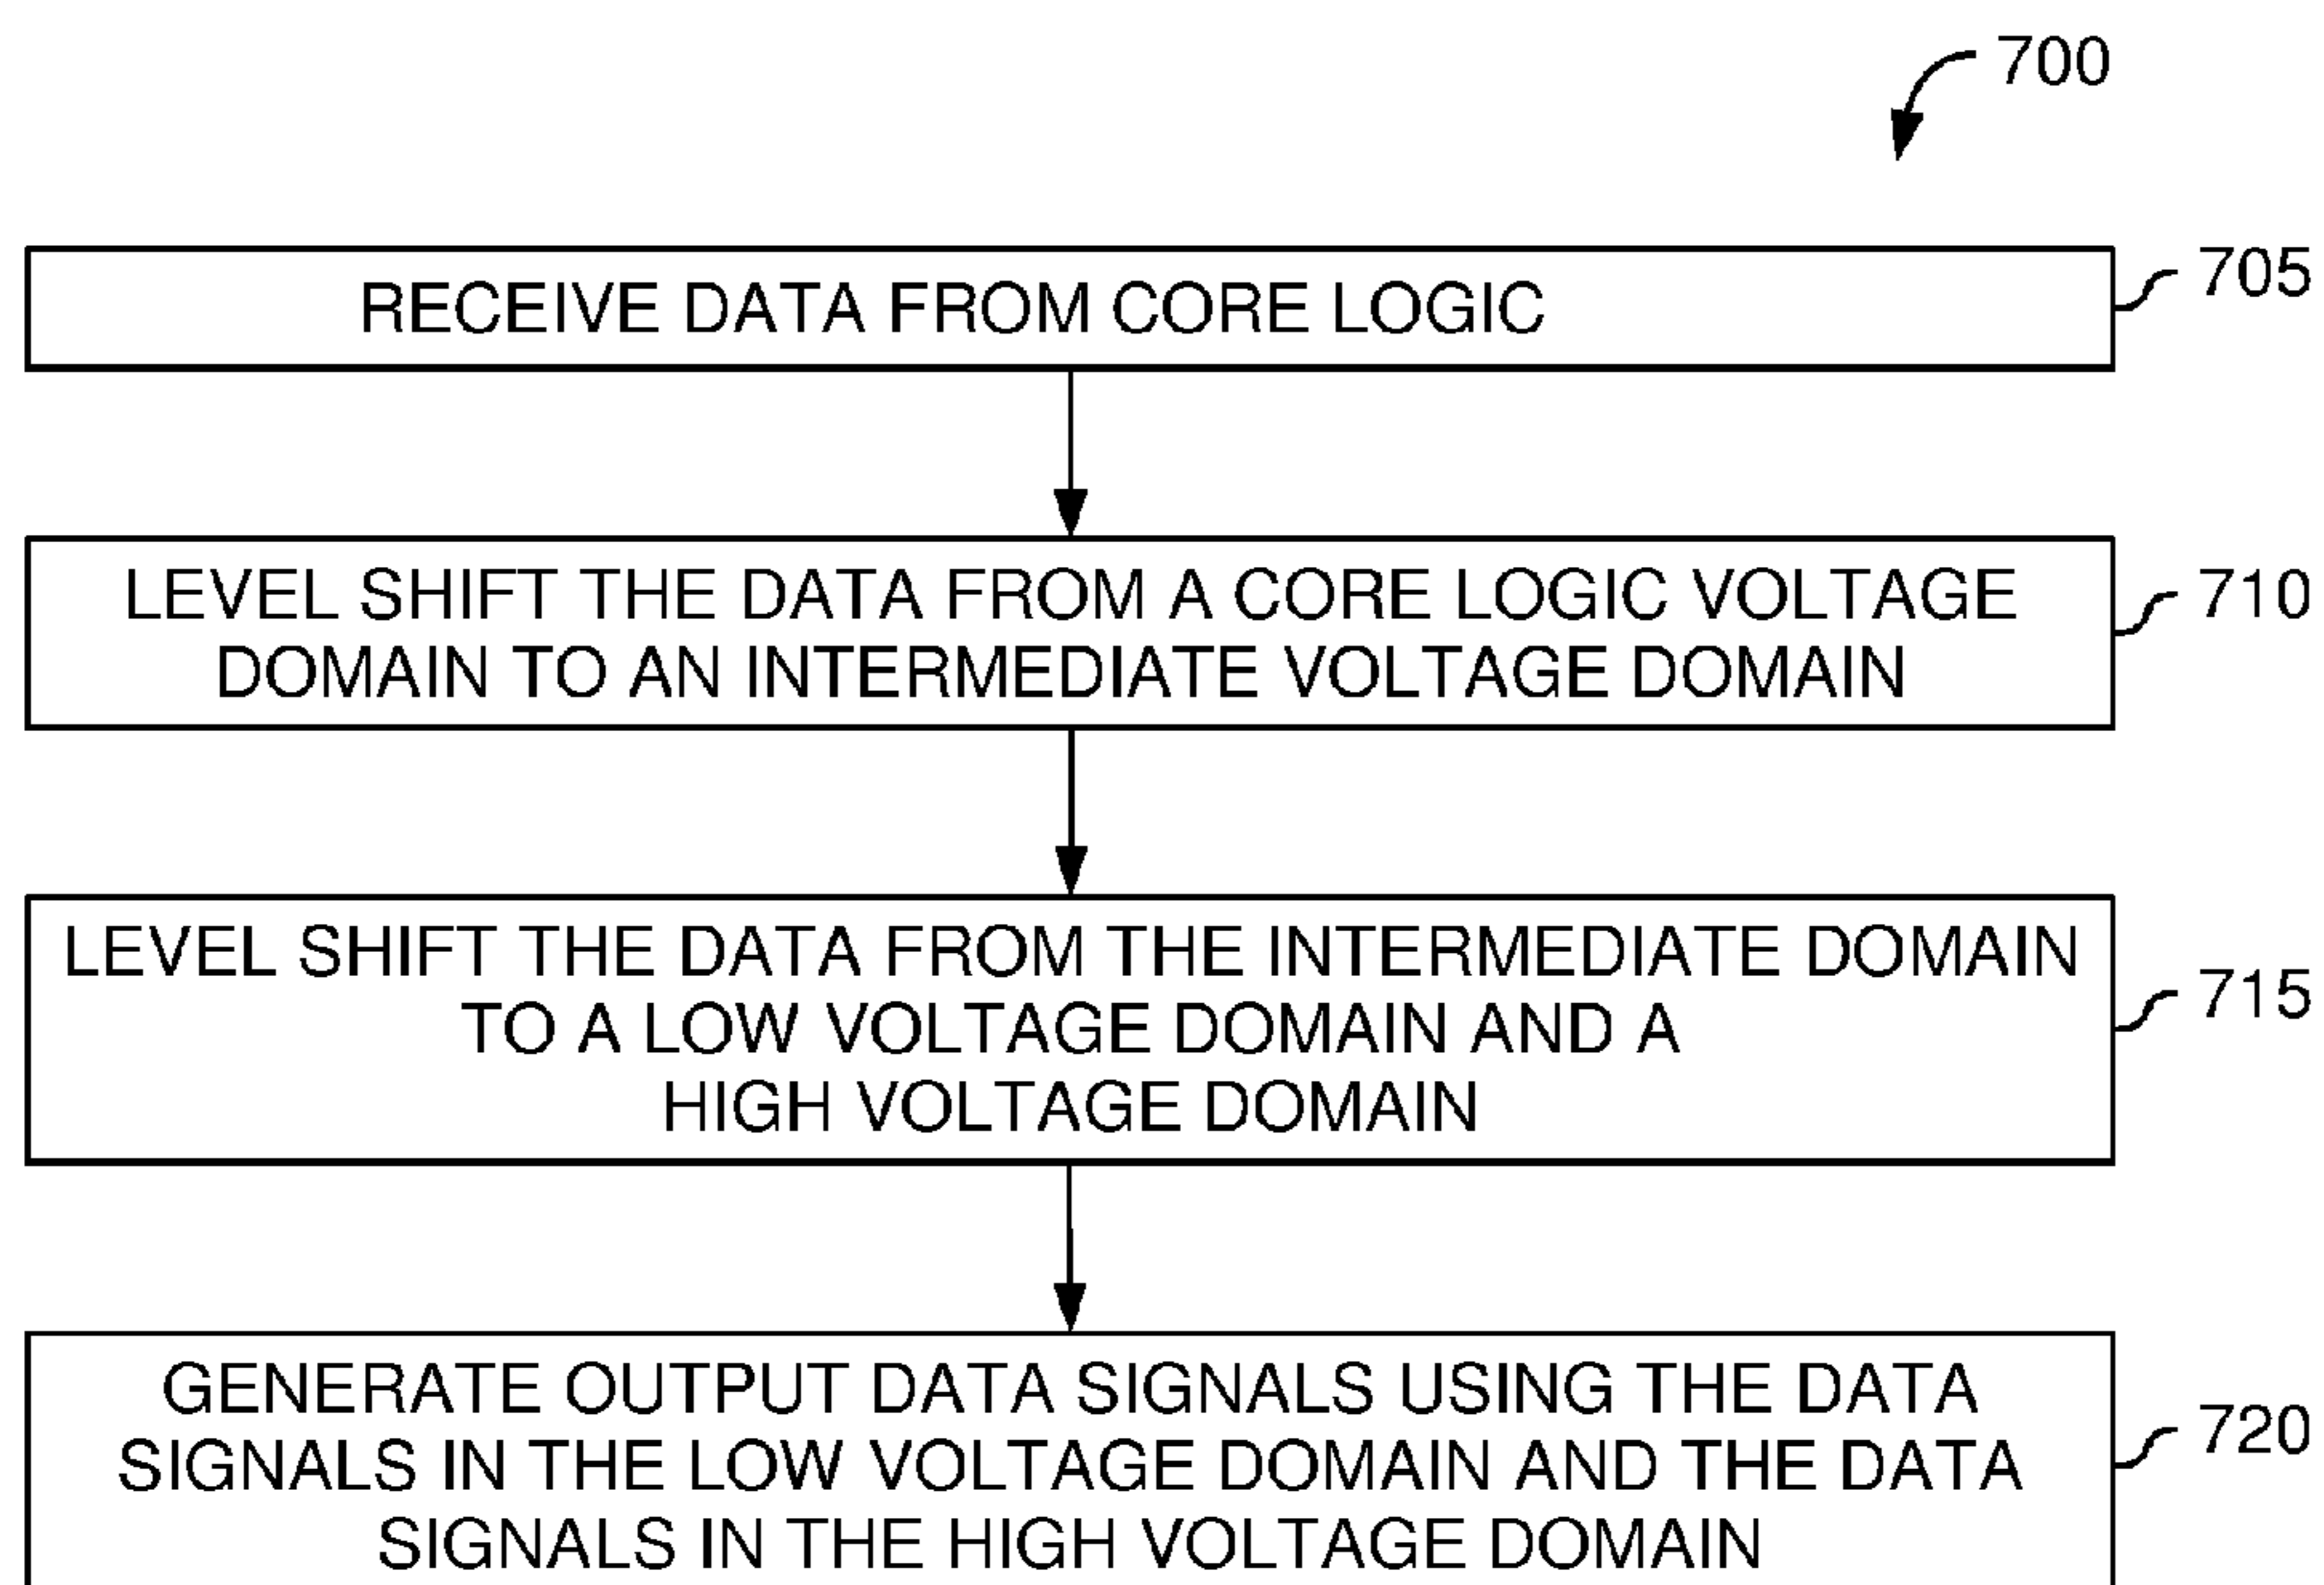 700
RECEIVE DATA FROM CORE LOGIC
705
LEVEL SHIFT THE DATA FROM A CORE LOGIC VOLTAGE
DOMAIN TO AN INTERMEDIATE VOLTAGE DOMAIN
710
LEVEL SHIFT THE DATA FROM THE INTERMEDIATE DOMAIN
TO A LOW VOLTAGE DOMAIN AND A
HIGH VOLTAGE DOMAIN
715
GENERATE OUTPUT DATA SIGNALS USING THE DATA
SIGNALS IN THE LOW VOLTAGE DOMAIN AND THE DATA
SIGNALS IN THE HIGH VOLTAGE DOMAIN
720